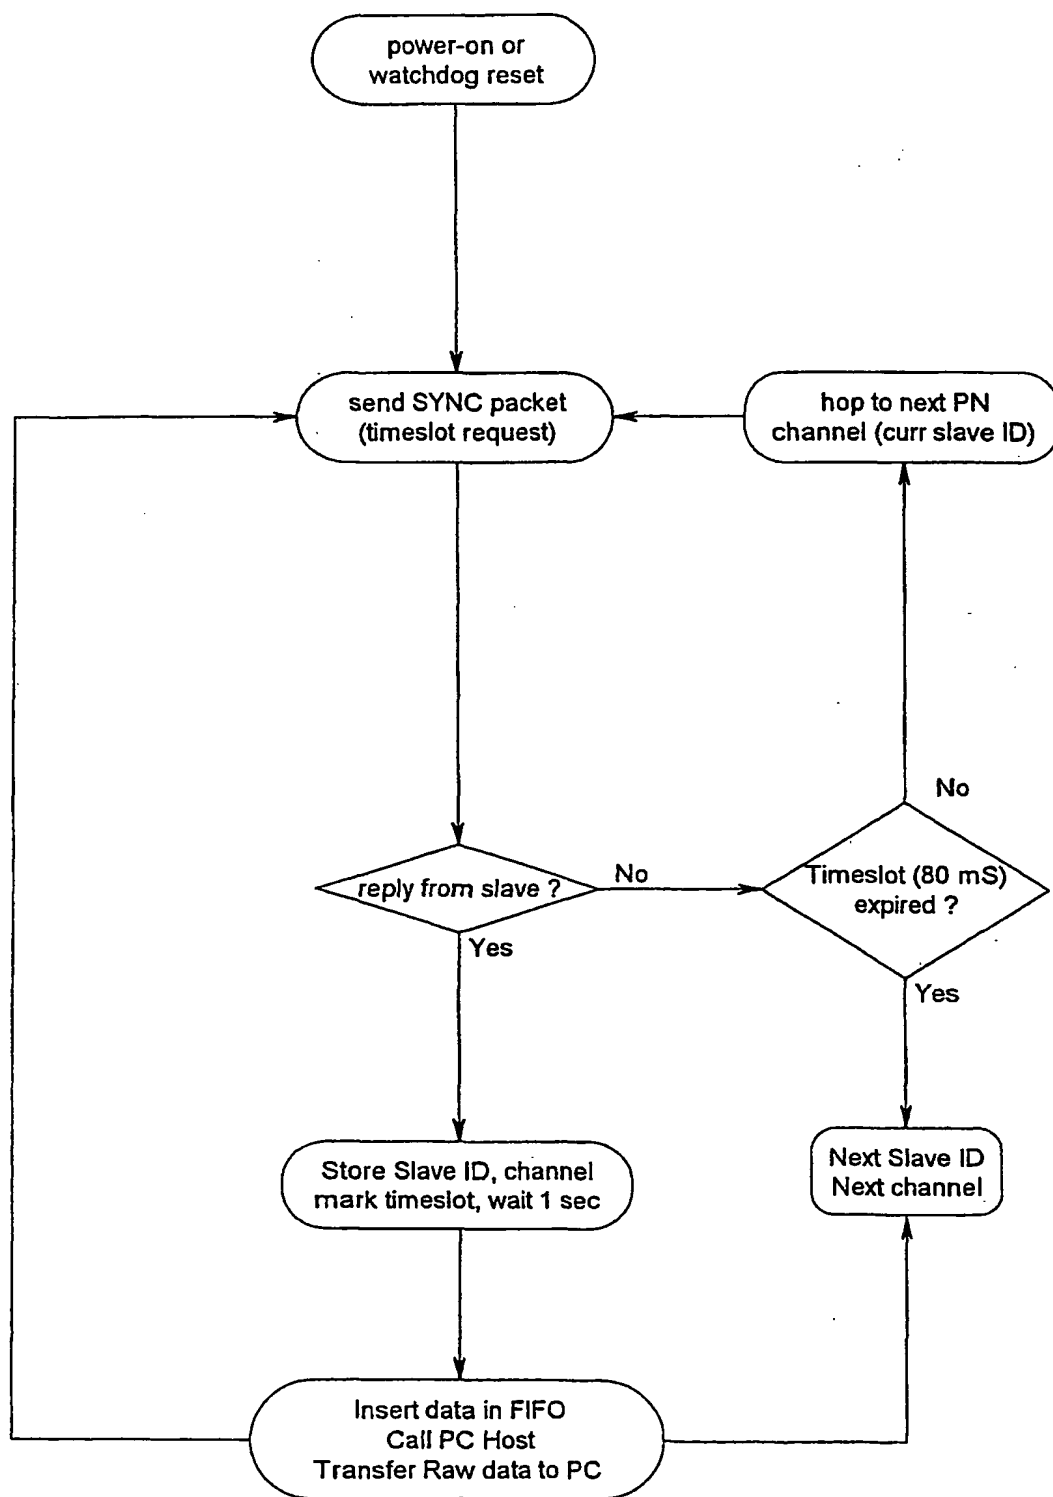 power-on or
watchdog reset
send SYNC packet
(timeslot request)
hop to next PN
channel (curr slave ID)
No
reply from slave ?
No
Timeslot (80 mS)
expired ?
Yes
Yes
Store Slave ID, channel
mark timeslot, wait 1 sec
Next Slave ID
Next channel
Insert data in FIFO
Call PC Host
Transfer Raw data to PC